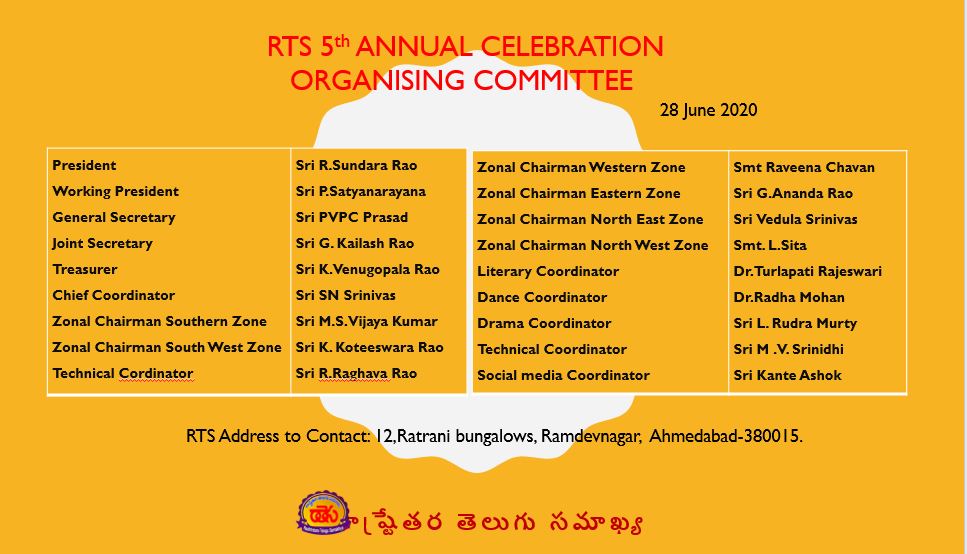 RTS 5th ANNUAL CELEBRATION
ORGANISING COMMITTEE
28 June 2020
President Sri R.Sundara Rao
Working President Sri P.Satyanarayana
General Secretary Sri PVPC Prasad
Joint Secretary Sri G. Kailash Rao
Treasurer Sri K.Venugopala Rao
Chief Coordinator Sri SN Srinivas
Zonal Chairman Southern Zone Sri M.S.Vijaya Kumar
Zonal Chairman South West Zone Sri K. Koteeswara Rao
Technical Cordinator Sri R.Raghava Rao
Zonal Chairman Western Zone Smt Raveena Chavan
Zonal Chairman Eastern Zone Sri G.Ananda Rao
Zonal Chairman North East Zone Sri Vedula Srinivas
Zonal Chairman North West Zone Smt. L.Sita
Literary Coordinator Dr.Turlapati Rajeswari
Dance Coordinator Dr.Radha Mohan
Drama Coordinator Sri L. Rudra Murty
Technical Coordinator Sri M .V. Srinidhi
Social media Coordinator Sri Kante Ashok
RTS Address to Contact: 12,Ratrani bungalows, Ramdevnagar, Ahmedabad-380015.
తెలుగు సమాఖ్య